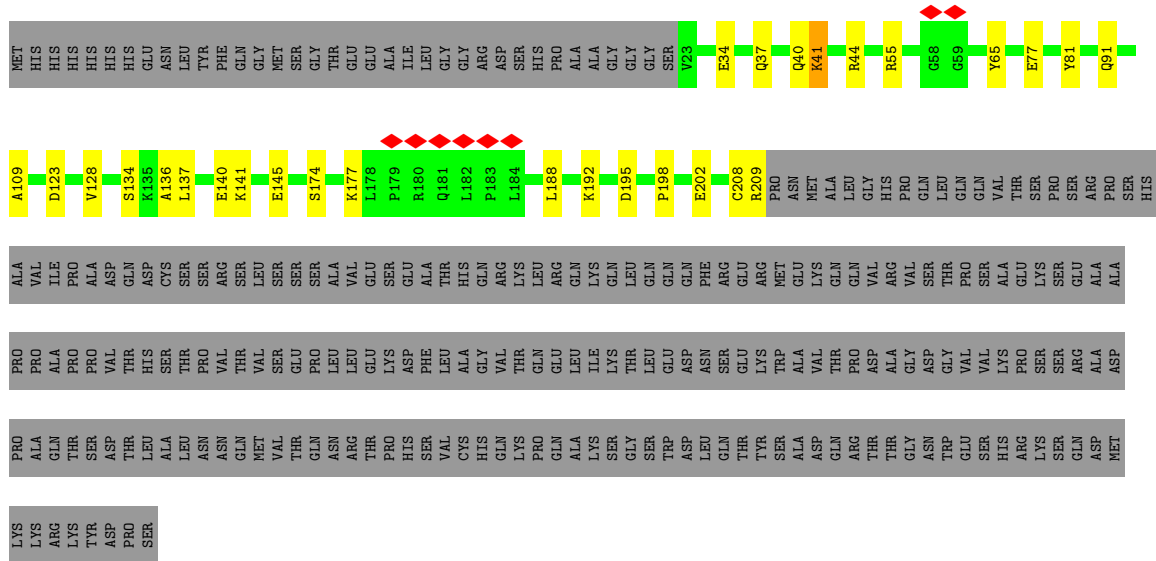 MET HIS HIS HIS HIS HIS HIS GLU ASN LEU TYR PHE GLN GLY MET SER GLY THR GLU GLU ALA ILE LEU GLY GLY ARG ASP SER HIS PRO ALA ALA GLY GLY GLY SER V23 E34 Q37 Q40 K41 R44 R55 G58 G59 Y65 E77 Y81 Q91
A109 D123 V128 S134 K135 A136 L137 E140 K141 E145 S174 K177 L178 P179 R180 Q181 L182 P183 L184 L188 K192 D195 P198 E202 C208 R209 PRO ASN MET ALA LEU GLY HIS PRO GLN LEU GLN GLN VAL THR SER PRO SER ARG PRO SER HIS
ALA VAL ILE PRO ALA ASP GLN ASP CYS SER SER ARG SER LEU SER SER SER ALA VAL GLU SER GLU ALA THR HIS GLN ARG LYS LEU ARG GLN LYS GLN LEU GLN GLN GLN PHE ARG GLU ARG MET GLU LYS GLN GLN VAL ARG VAL SER THR PRO SER ALA GLU LYS SER GLU ALA ALA
PRO PRO ALA PRO PRO VAL THR HIS SER THR PRO VAL THR VAL SER GLU PRO LEU LEU GLU LYS ASP PHE LEU ALA GLY VAL THR GLN GLU LEU ILE LYS THR LEU GLU ASP ASN SER GLU LYS TRP ALA VAL THR PRO ASP ALA GLY ASP GLY VAL VAL LYS PRO SER SER ARG ALA ASP
PRO ALA GLN THR SER ASP THR LEU ALA LEU ASN ASN GLN MET VAL THR GLN ASN ARG THR PRO HIS SER VAL CYS HIS GLN LYS PRO GLN ALA LYS SER GLY SER TRP ASP LEU GLN THR TYR SER ALA ASP GLN ARG THR THR GLY ASN TRP GLU SER HIS ARG LYS SER GLN ASP MET
LYS LYS ARG LYS TYR ASP PRO SER